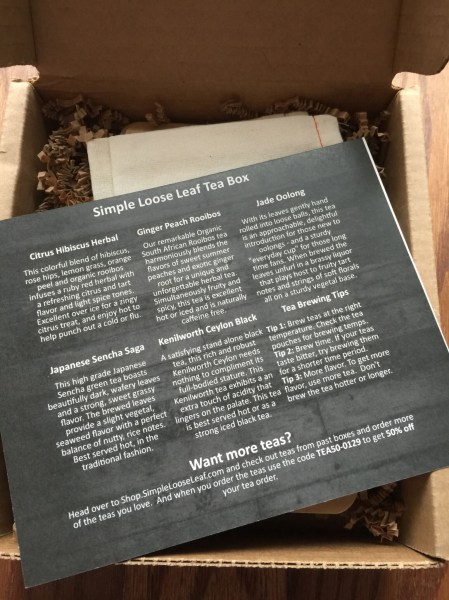 Simple Loose Leaf Tea Box
Citrus Hibiscus Herbal
This colorful blend of hibiscus,
rose hips, lemon grass, orange
peel and organic rooibos
infuses a ruby red herbal with
a refreshing citrus and tart
flavor and light spice tones.
Excellent over ice for a zingy
citrus treat, and enjoy hot to
help punch out a cold or flu.
Ginger Peach Rooibos
Our remarkable Organic
South African Rooibos tea
harmoniously blends the
flavors of sweet summer
peaches and exotic ginger
root for a unique and
unforgettable herbal tea.
Simultaneously fruity and
spicy, this tea is excellent
hot or iced and is naturally
caffeine free.
Jade Oolong
With its leaves gently hand
rolled into loose balls, this tea
is an approachable, delightful
introduction for those new to
oolong - and a sturdy
"everyday cup" for those long
time fans. When brewed the
leaves unfurl in a brassy liquor
that plays host to faint tart
notes and strings of soft florals
all on a sturdy vegetal base.
Japanese Sencha Saga
This high grade Japanese
Sencha green tea boasts
beautifully dark, wafery leaves
and a strong, sweet grassy
flavor. The brewed leaves
provide a slight vegetal,
seaweed flavor with a perfect
balance of nutty, rice notes.
Best served hot, in the
traditional fashion.
Kenilworth Ceylon Black
A satisfying stand alone black
tea, this rich and robust
Kenilworth Ceylon needs
nothing to compliment its
full-bodied stature. This
Kenilworth tea exhibits a an
extra touch of acidity that
lingers on the palate. This tea
is best served hot or as a
strong iced black tea.
Tea Brewing Tips
Tip 1: Brew teas at the right
temperature. Check the tea
pouches for brewing temps.
Tip 2: Brew time. If your teas
taste bitter, try brewing them
for a shorter time period.
Tip 3: More flavor. To get more
flavor, use more tea. Don't
brew the tea hotter or longer.
Want more teas?
Head over to Shop.SimpleLooseLeaf.com and check out teas from past boxes and order more
of the teas you love. And when you order the teas use the code TEA50-0129 to get 50% off
your tea order.